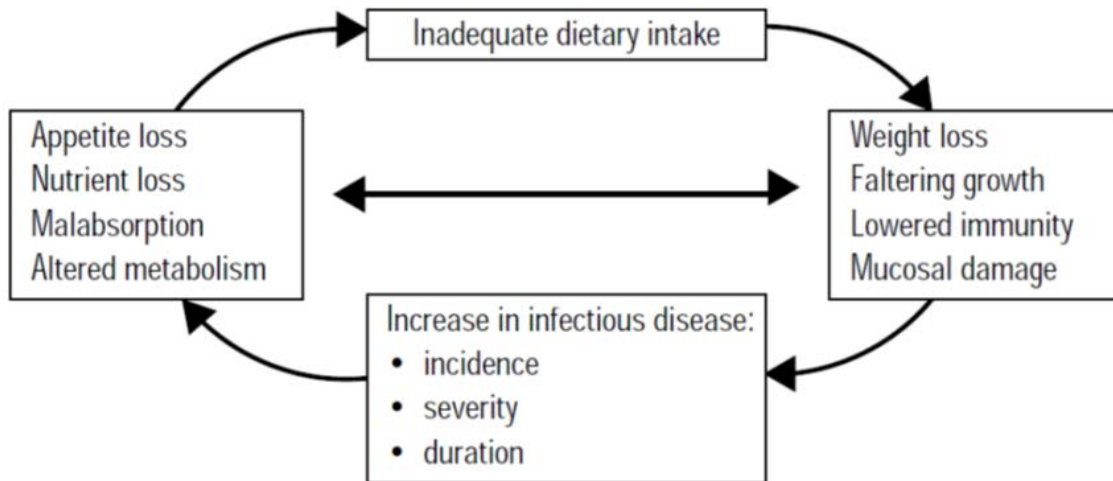 Inadequate dietary intake
Appetite loss
Nutrient loss
Malabsorption
Altered metabolism
Weight loss
Faltering growth
Lowered immunity
Mucosal damage
Increase in infectious disease:
• incidence
• severity
• duration